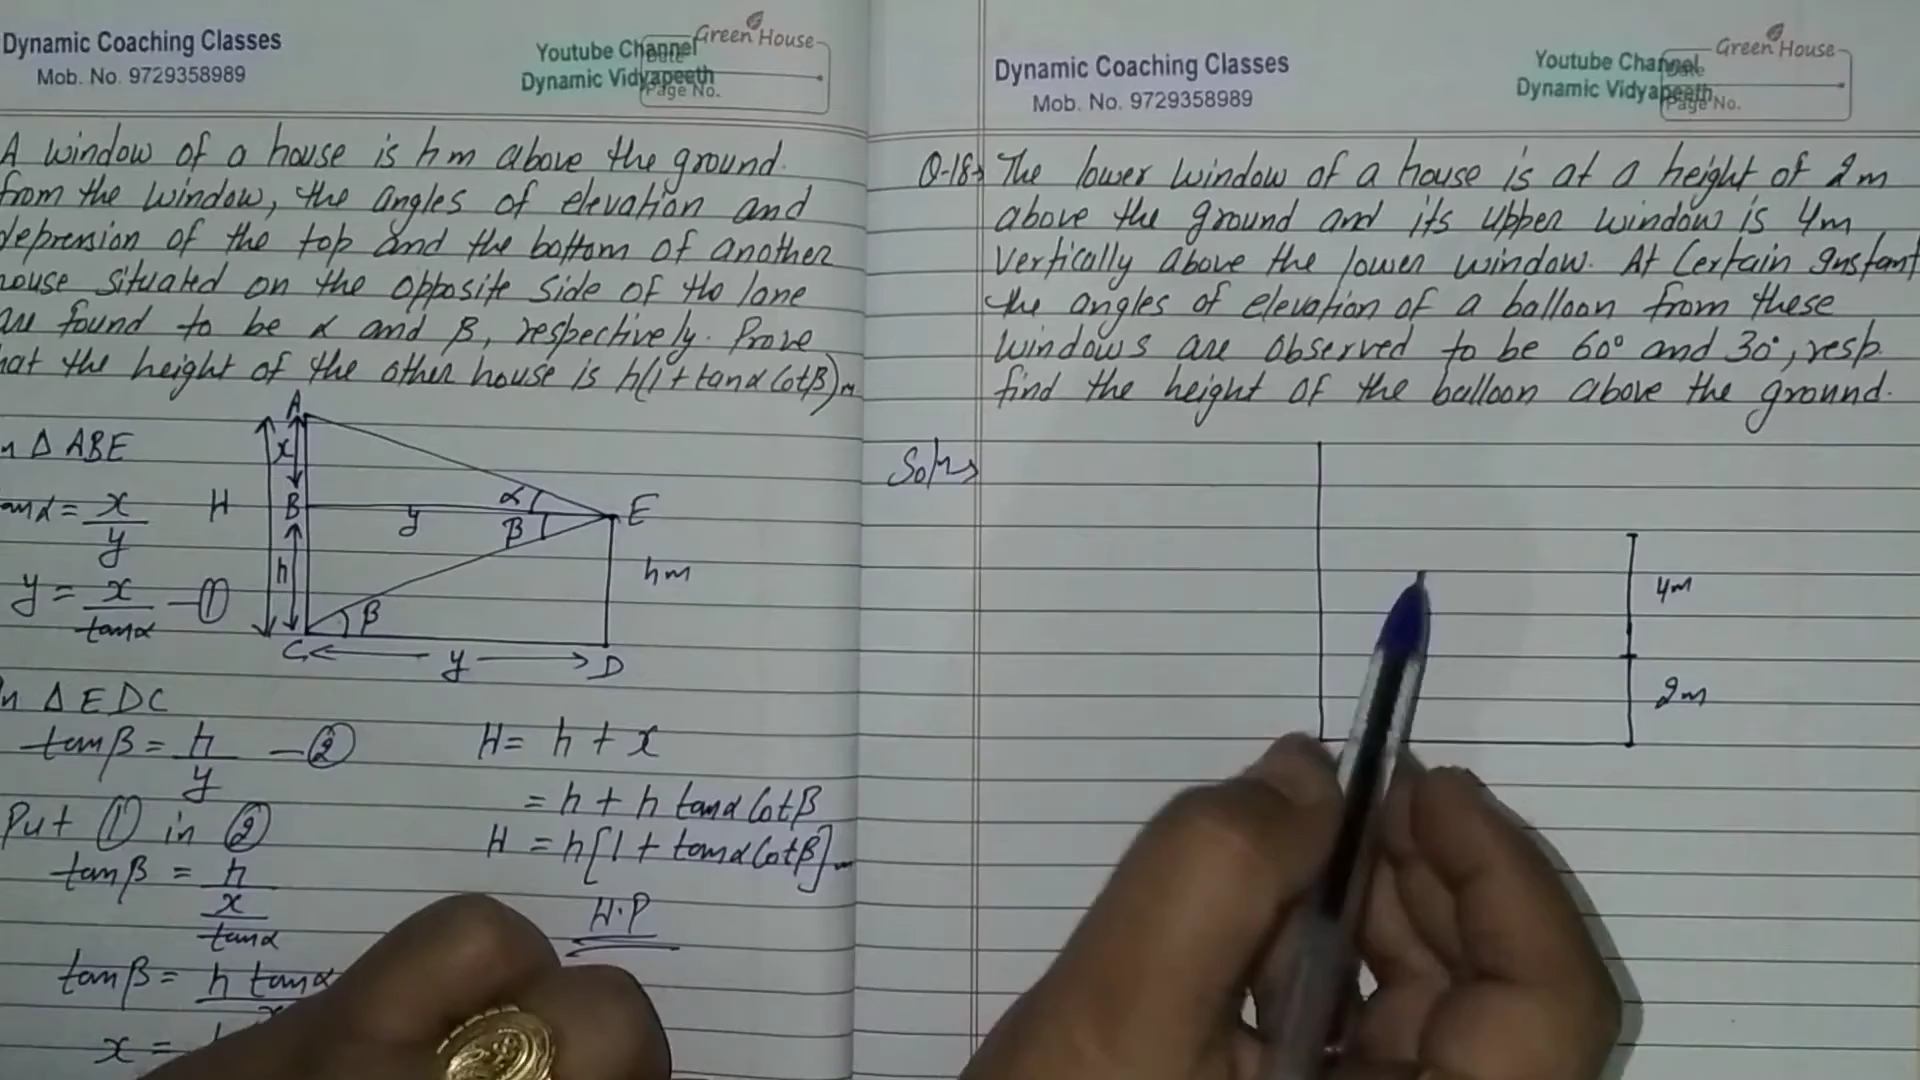 Dynamic Coaching Classes
Mob. No. 9729358989
Youtube Channel
Dynamic Vidyapeeth
Green House
Date
Page No.
A window of a house is h m above the ground.
from the window, the angles of elevation and
depression of the top and the bottom of another
house situated on the opposite side of the lane
are found to be α and β, respectively. Prove
hat the height of the other house is h(1 + tanα Cotβ) m
A
x
B
H
h
C
y
α
β
E
h m
β
y
D
n Δ ABE
tanα = x/y
y = x/tanα —①
In Δ EDC
tanβ = h/y —②
Put ① in ②
tanβ = h/(x/tanα)
tanβ = h tanα
x =
H = h + x
= h + h tanα Cotβ
H = h[1 + tanα Cotβ] m
H.P
Dynamic Coaching Classes
Mob. No. 9729358989
Youtube Channel
Dynamic Vidyapeeth
Green House
Date
Page No.
Q-18→ The lower window of a house is at a height of 2m
above the ground and its upper window is 4m
vertically above the lower window. At Certain Instant
the angles of elevation of a balloon from these
windows are observed to be 60° and 30°, resp.
find the height of the balloon above the ground.
Soln→
4m
2m